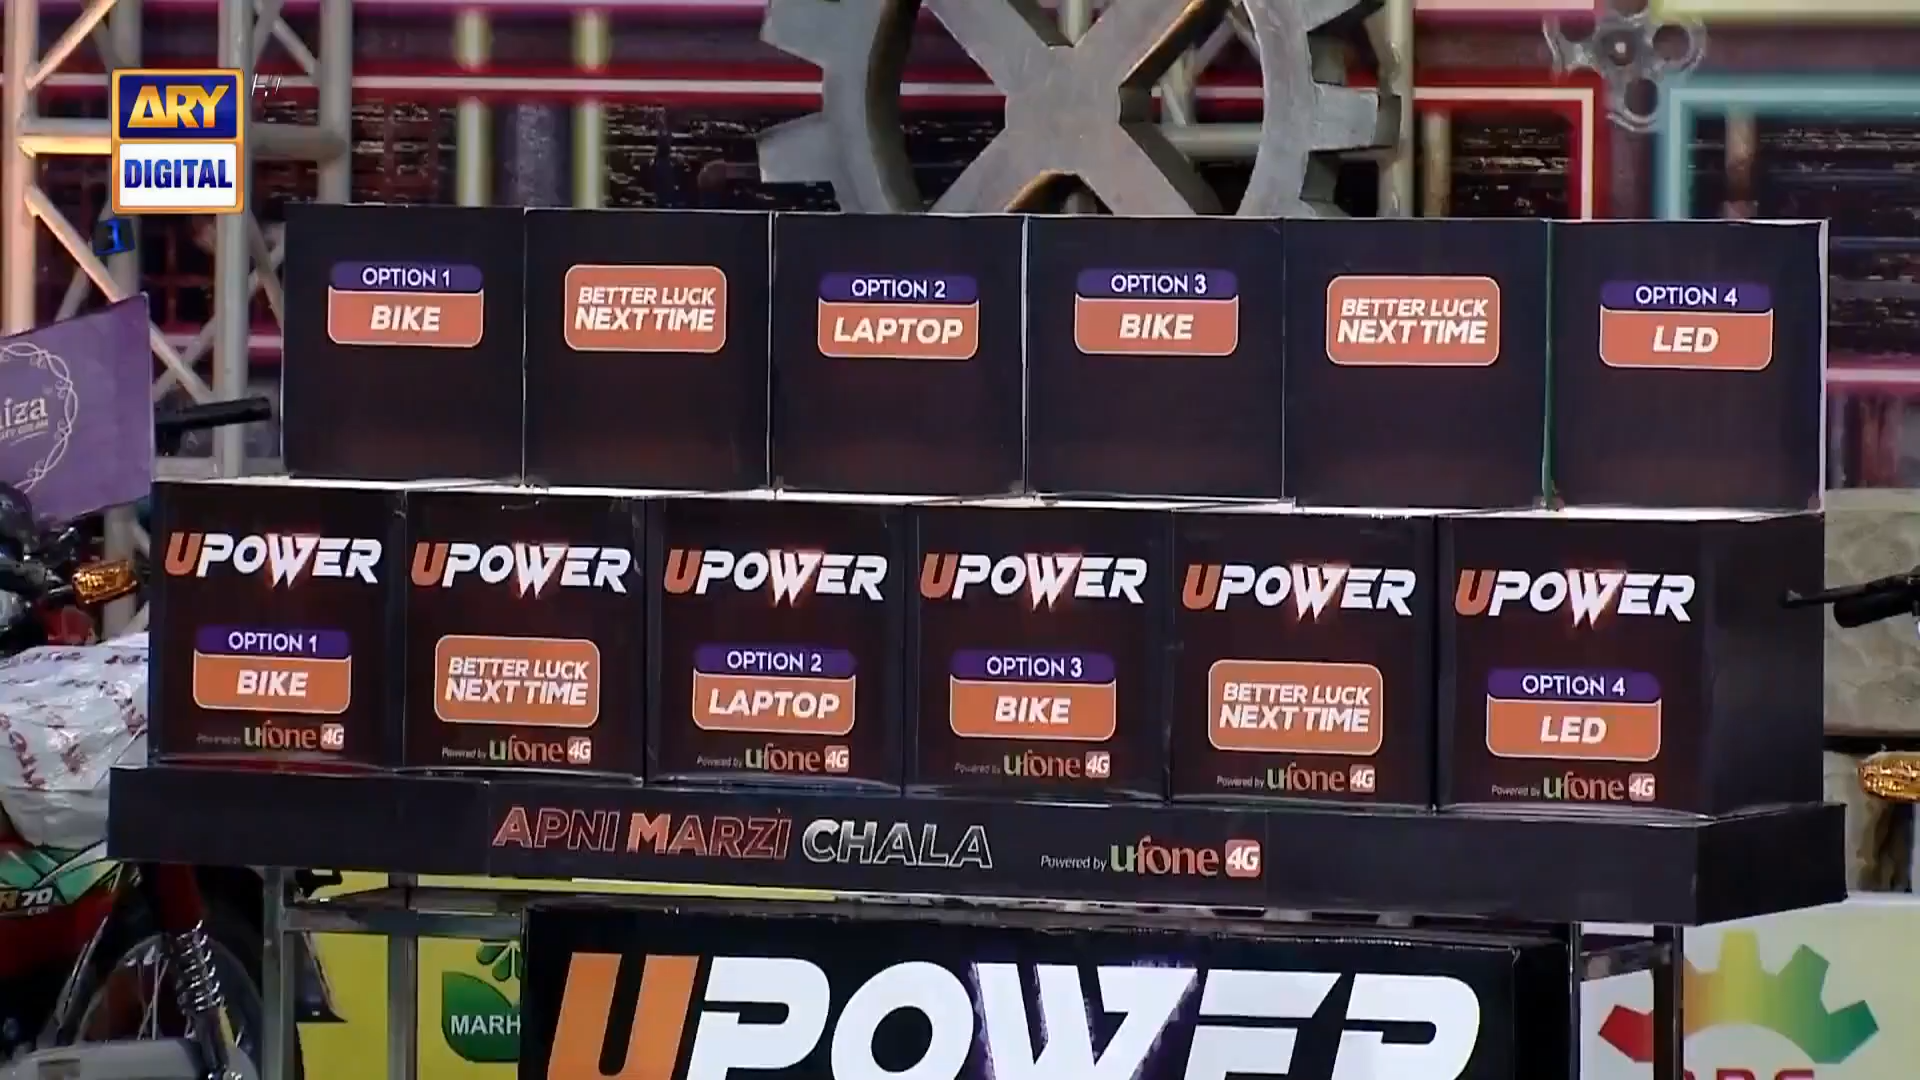 ARY
DIGITAL
OPTION 1
BIKE
BETTER LUCK
NEXT TIME
OPTION 2
LAPTOP
OPTION 3
BIKE
BETTER LUCK
NEXT TIME
OPTION 4
LED
UPOWER
OPTION 1
BIKE
Powered by ufone 4G
UPOWER
BETTER LUCK
NEXT TIME
Powered by ufone 4G
UPOWER
OPTION 2
LAPTOP
Powered by ufone 4G
UPOWER
OPTION 3
BIKE
Powered by ufone 4G
UPOWER
BETTER LUCK
NEXT TIME
Powered by ufone 4G
UPOWER
OPTION 4
LED
Powered by ufone 4G
APNI MARZI CHALA
Powered by ufone 4G
UPOWER
MARH
70